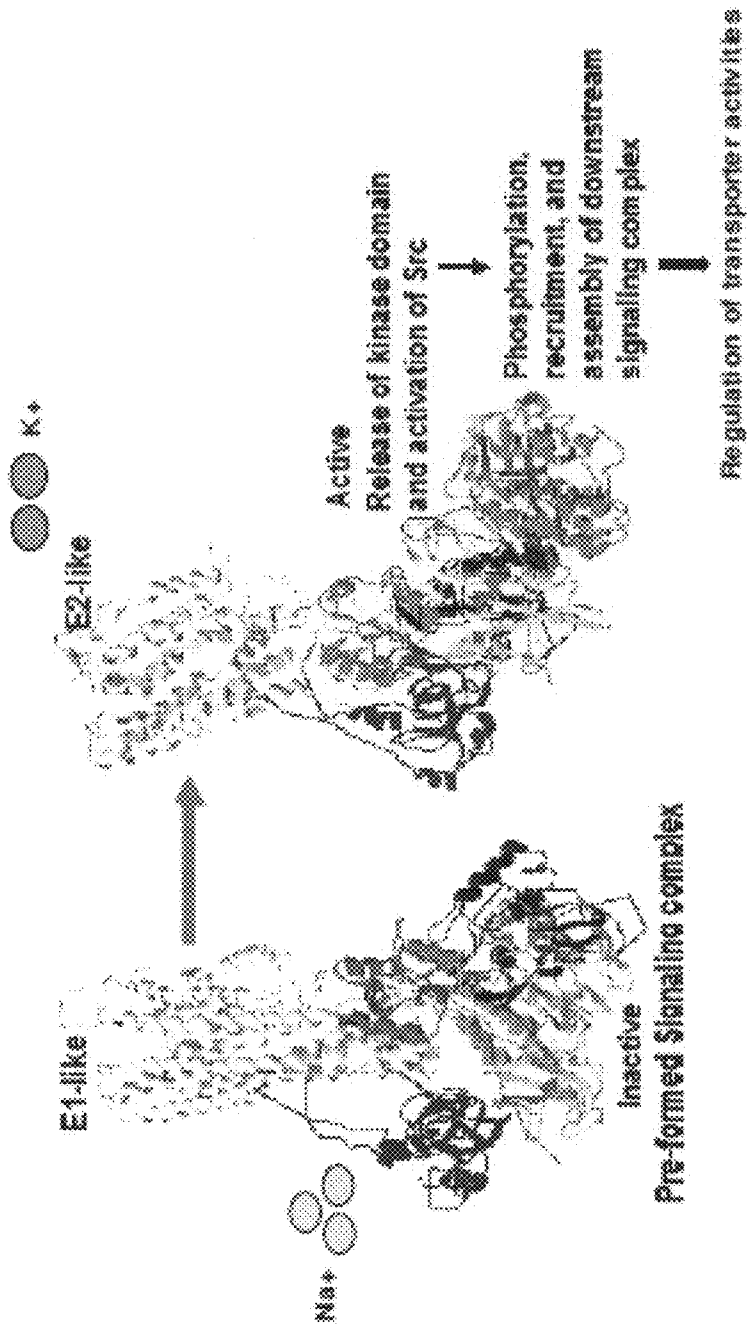 E1-like
E2-like
K+
Na+
Inactive
Pre-formed Signaling complex
Active
Release of kinase domain
and activation of Src
Phosphorylation,
recruitment, and
assembly of downstream
signaling complex
Regulation of transporter activites